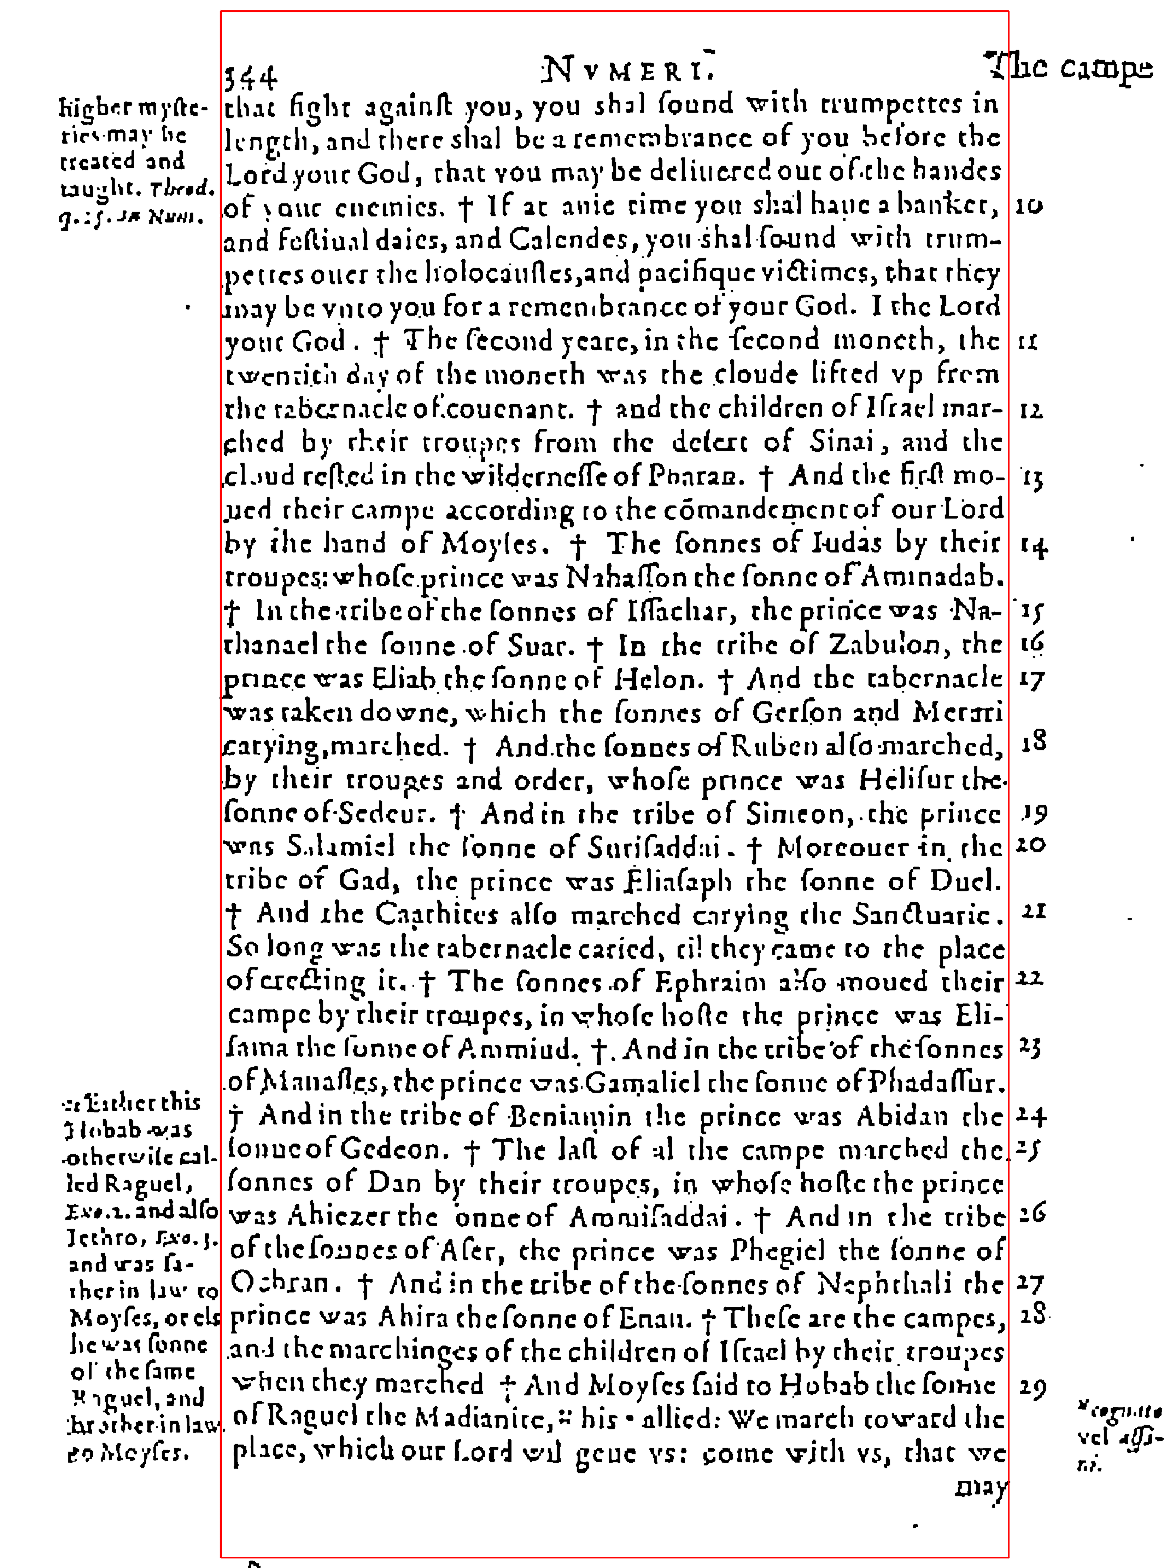 344 NVMERI. The campe
higher myste-
ries may be
treated and
taught. Theod.
q. 15. in Num.
that fight against you, you shal sound with trumpettes in
length, and there shal be a remembrance of you before the
Lord your God, that you may be deliuered out of the handes
of your enemies. † If at anie time you shal haue a banket, 10
and festiual daies, and Calendes, you shal sound with trum-
pettes ouer the holocaustes, and pacifique victimes, that they
may be vnto you for a remembrance of your God. I the Lord
your God. † The second yeare, in the second moneth, the 11
twentith day of the moneth was the cloude lifted vp from
the tabernacle of couenant. † and the children of Israel mar- 12
ched by their troupes from the desert of Sinai, and the
cloud rested in the wildernesse of Pharan. † And the first mo- 13
ued their campe according to the cõmandement of our Lord
by the hand of Moyses. † The sonnes of Iudas by their 14
troupes: whose prince was Nahasson the sonne of Aminadab.
† In the tribe of the sonnes of Issachar, the prince was Na- 15
thanael the sonne of Suar. † In the tribe of Zabulon, the 16
prince was Eliab the sonne of Helon. † And the tabernacle 17
was taken downe, which the sonnes of Gerson and Merari
carying, marched. † And the sonnes of Ruben also marched, 18
by their troupes and order, whose prince was Helisur the
sonne of Sedeur. † And in the tribe of Simeon, the prince 19
was Salamiel the sonne of Surisaddai. † Moreouer in the 20
tribe of Gad, the prince was Eliasaph the sonne of Duel.
† And the Caathites also marched carying the Sanctuarie. 21
So long was the tabernacle caried, til they came to the place
of erecting it. † The sonnes of Ephraim also moued their 22
campe by their troupes, in whose hoste the prince was Eli-
sama the sonne of Ammiud. † And in the tribe of the sonnes 23
of Manasses, the prince was Gamaliel the sonne of Phadassur.
† And in the tribe of Beniamin the prince was Abidan the 24
sonne of Gedeon. † The last of al the campe marched the 25
sonnes of Dan by their troupes, in whose hoste the prince
was Ahiezer the sonne of Ammisaddai. † And in the tribe 26
of the sonnes of Aser, the prince was Phegiel the sonne of
Ochran. † And in the tribe of the sonnes of Nephthali the 27
prince was Ahira the sonne of Enan. † These are the campes, 28
and the marchinges of the children of Israel by their troupes
when they marched † And Moyses said to Hobab the sonne 29
of Raguel the Madianite, :: his * allied: We march toward the
place, which our Lord wil geue vs: come with vs, that we
may
:: Either this
Hobab was
otherwise cal-
led Raguel,
Exo. 2. and also
Iethro, Exo. 3.
and was fa-
ther in law to
Moyses, or els
he was sonne
of the same
Raguel, and
brother in law
to Moyses.
* cognato
vel affi-
ni.